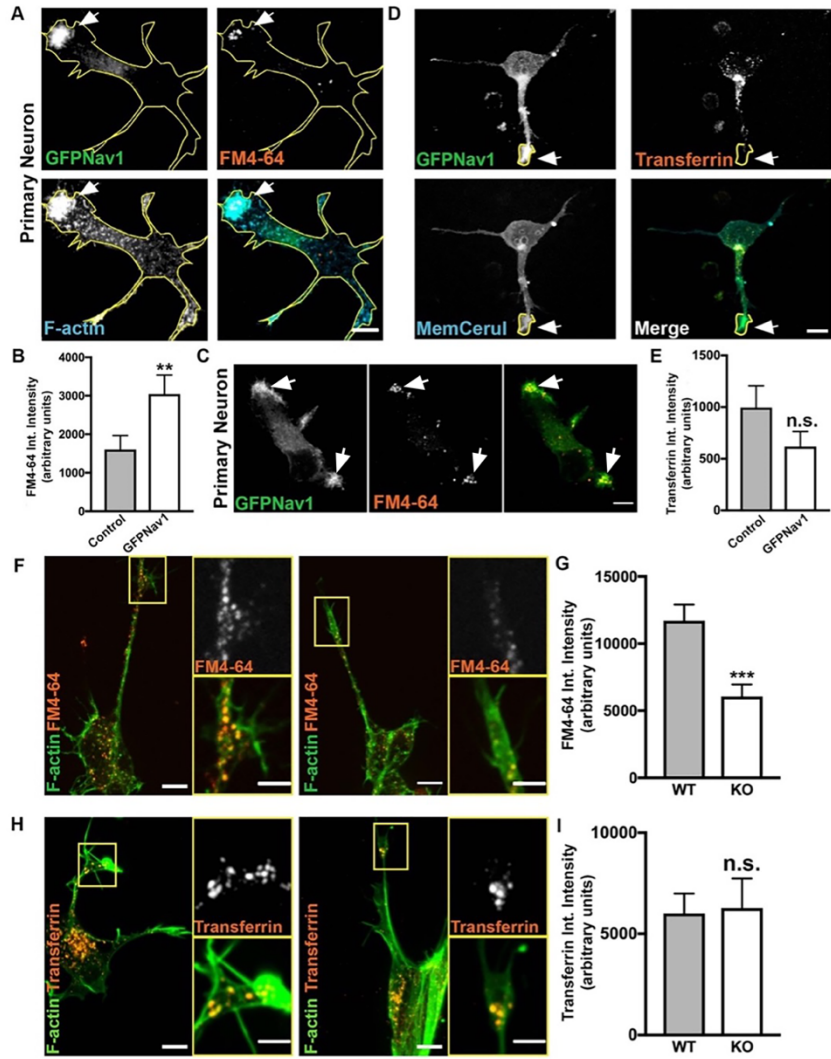 A
D
Primary Neuron
GFPNav1
FM4-64
GFPNav1
Transferrin
F-actin
MemCerul
Merge
B
FM4-64 Int. Intensity
(arbitrary units)
4000
3000
2000
1000
0
**
Control
GFPNav1
C
Primary Neuron
GFPNav1
FM4-64
E
Transferrin Int. Intensity
(arbitrary units)
1500
1000
500
0
n.s.
Control
GFPNav1
F
F-actin FM4-64
FM4-64
F-actin FM4-64
FM4-64
G
FM4-64 Int. Intensity
(arbitrary units)
15000
10000
5000
0
***
WT
KO
H
F-actin Transferrin
Transferrin
F-actin Transferrin
Transferrin
I
Transferrin Int. Intensity
(arbitrary units)
10000
5000
0
n.s.
WT
KO